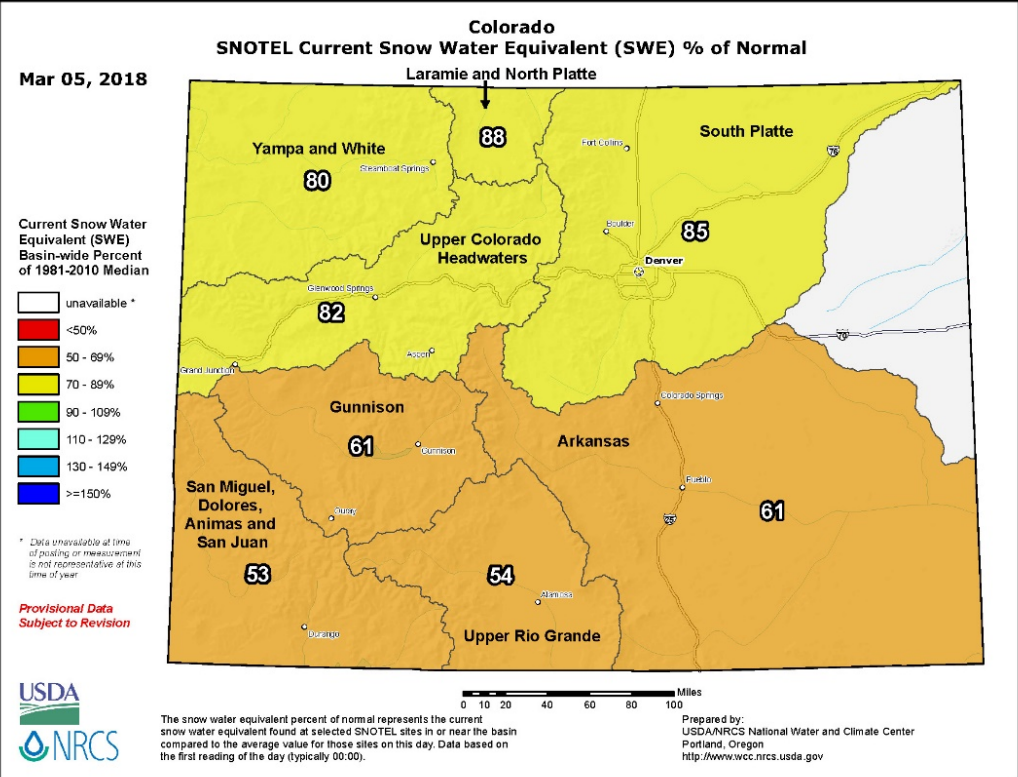 Colorado
SNOTEL Current Snow Water Equivalent (SWE) % of Normal
Mar 05, 2018
Laramie and North Platte
88
South Platte
Fort Collins
76
Yampa and White
Steamboat Springs
80
Boulder
85
Upper Colorado
Headwaters
Denver
Current Snow Water
Equivalent (SWE)
Basin-wide Percent
of 1981-2010 Median
unavailable *
<50%
50 - 69%
70 - 89%
90 - 109%
110 - 129%
130 - 149%
>=150%
Glenwood Springs
82
70
Aspen
Grand Junction
Colorado Springs
Gunnison
61
Gunnison
Arkansas
Pueblo
61
25
San Miguel,
Dolores,
Animas and
San Juan
53
Ouray
54
Alamosa
Upper Rio Grande
Durango
* Data unavailable at time
of posting or measurement
is not representative at this
time of year
Provisional Data
Subject to Revision
USDA
NRCS
Miles
0 10 20 40 60 80 100
The snow water equivalent percent of normal represents the current
snow water equivalent found at selected SNOTEL sites in or near the basin
compared to the average value for those sites on this day. Data based on
the first reading of the day (typically 00:00).
Prepared by:
USDA/NRCS National Water and Climate Center
Portland, Oregon
http://www.wcc.nrcs.usda.gov